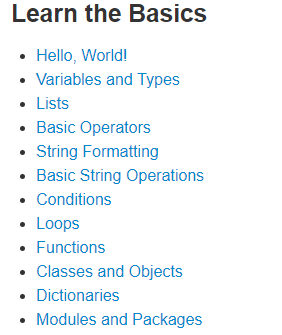 Learn the Basics
Hello, World!
Variables and Types
Lists
Basic Operators
String Formatting
Basic String Operations
Conditions
Loops
Functions
Classes and Objects
Dictionaries
Modules and Packages